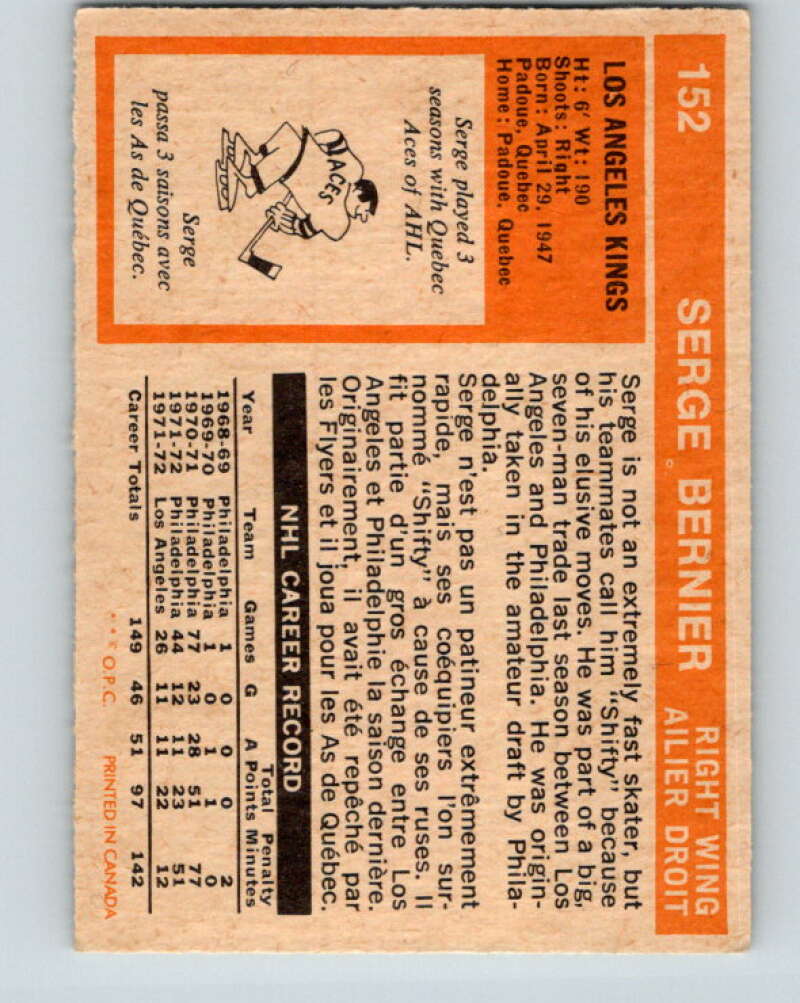 152 SERGE BERNIER RIGHT WING
AILIER DROIT
LOS ANGELES KINGS
Ht: 6' Wt: 190
Shoots: Right
Born: April 29, 1947
Padoue, Quebec
Home: Padoue, Quebec
Serge played 3
seasons with Quebec
Aces of AHL.
ACES
Serge
passa 3 saisons avec
les As de Québec.
Serge is not an extremely fast skater, but
his teammates call him "Shifty" because
of his elusive moves. He was part of a big,
seven-man trade last season between Los
Angeles and Philadelphia. He was origin-
ally taken in the amateur draft by Phila-
delphia.
Serge n'est pas un patineur extrêmement
rapide, mais ses coéquipiers l'on sur-
nommé "Shifty" à cause de ses ruses. Il
fit partie d'un gros échange entre Los
Angeles et Philadelphie la saison dernière.
Originairement, il avait été repêché par
les Flyers et il joua pour les As de Québec.
NHL CAREER RECORD
Total Penalty
Year Team Games G A Points Minutes
1968-69 Philadelphia 1 0 0 0 2
1969-70 Philadelphia 1 0 1 1 0
1970-71 Philadelphia 77 23 28 51 77
1971-72 Philadelphia 44 12 11 23 51
1971-72 Los Angeles 26 11 11 22 12
Career Totals 149 46 51 97 142
* * © O.P.C. PRINTED IN CANADA